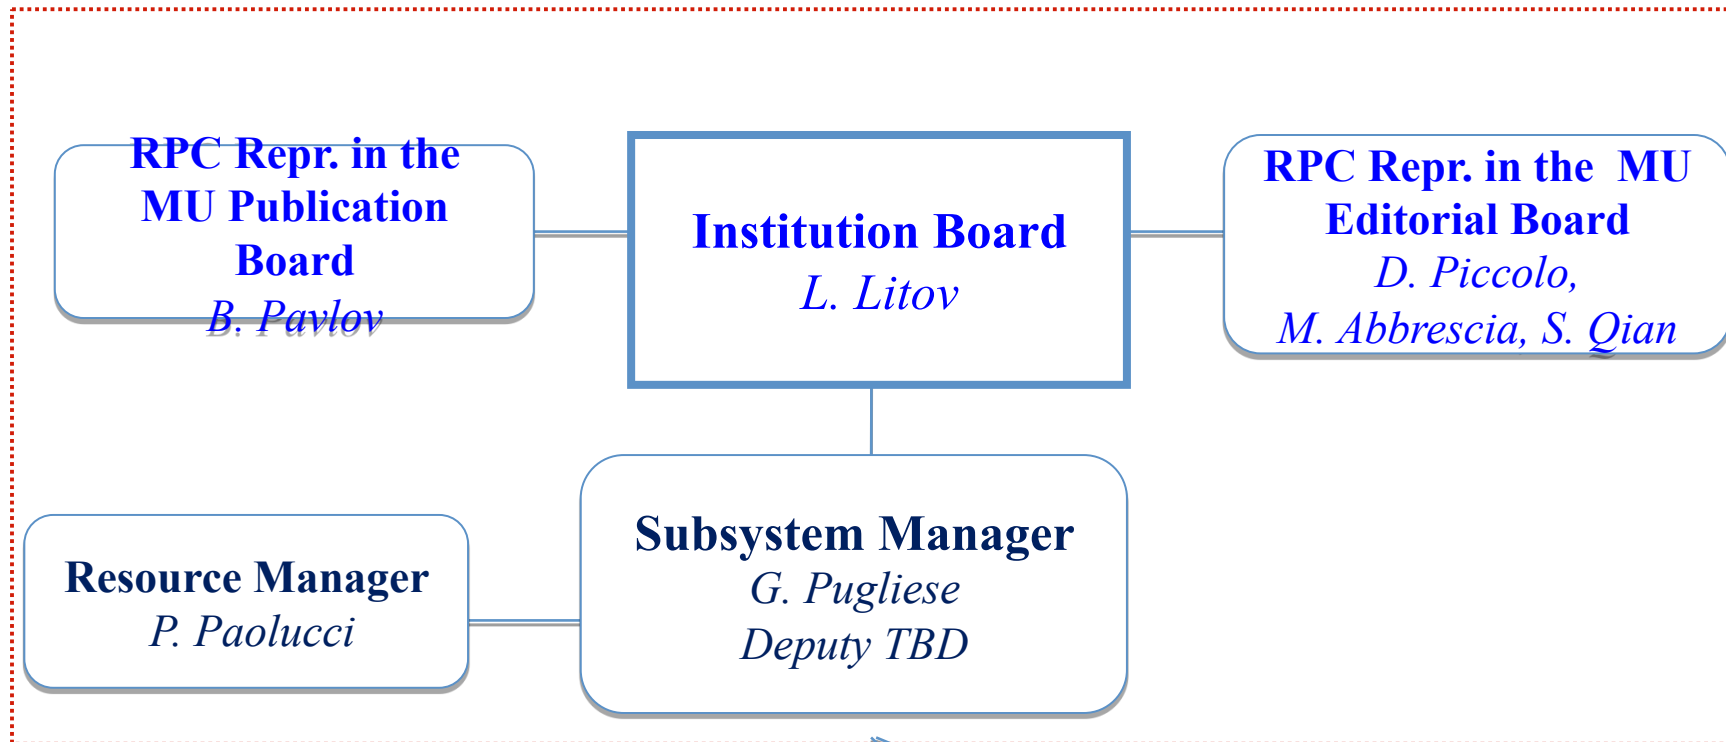 RPC Repr. in the
MU Publication
Board
B. Pavlov
Institution Board
L. Litov
RPC Repr. in the MU
Editorial Board
D. Piccolo,
M. Abbrescia, S. Qian
Resource Manager
P. Paolucci
Subsystem Manager
G. Pugliese
Deputy TBD